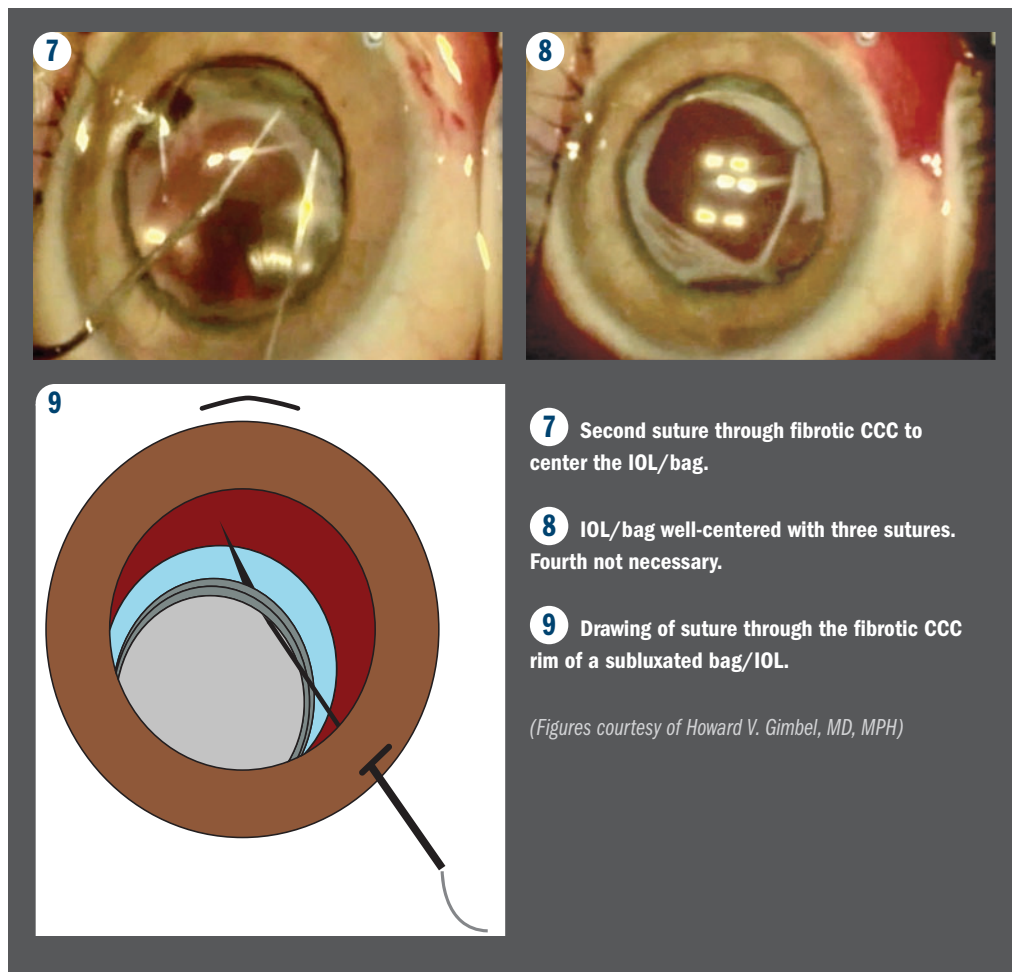 7
8
9
7 Second suture through fibrotic CCC to
center the IOL/bag.
8 IOL/bag well-centered with three sutures.
Fourth not necessary.
9 Drawing of suture through the fibrotic CCC
rim of a subluxated bag/IOL.
(Figures courtesy of Howard V. Gimbel, MD, MPH)